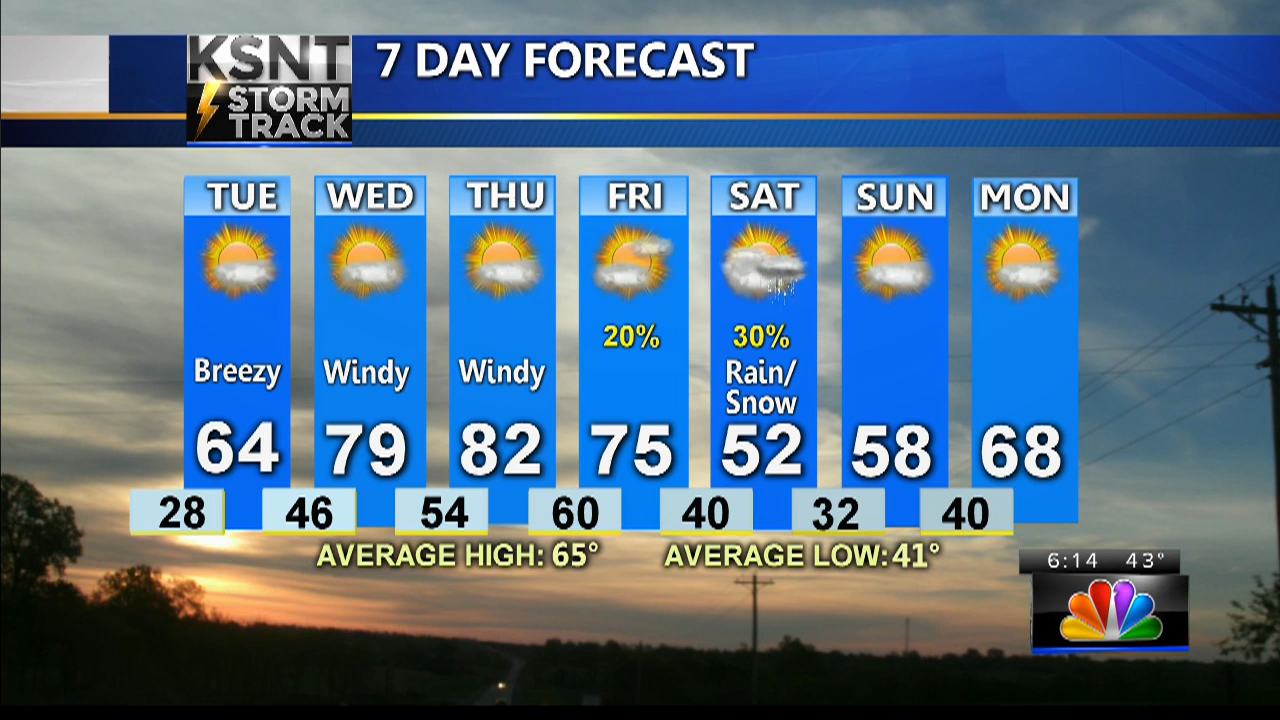 KSNT
STORM
TRACK
7 DAY FORECAST
TUE WED THU FRI SAT SUN MON
20% 30%
Breezy Windy Windy Rain/
Snow
64 79 82 75 52 58 68
28 46 54 60 40 32 40
AVERAGE HIGH: 65° AVERAGE LOW: 41°
6:14 43°